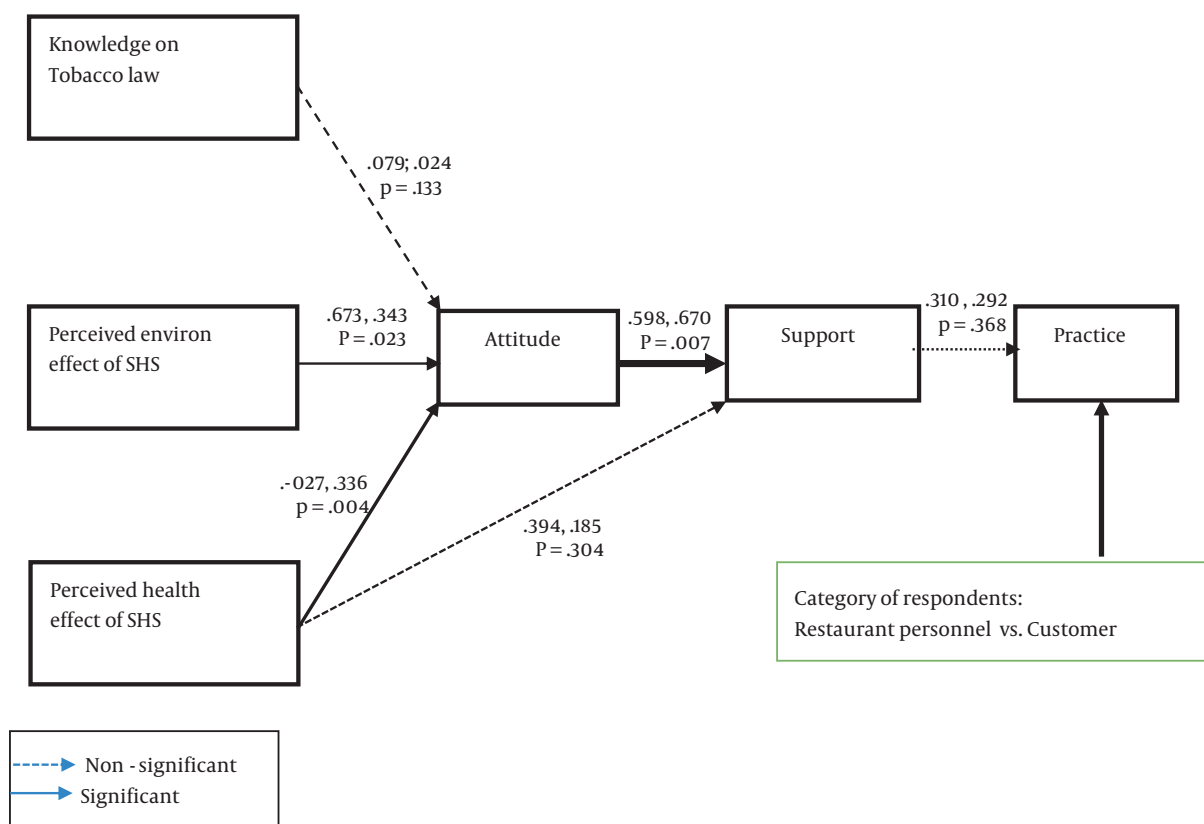 Knowledge on
Tobacco law
.079; .024
p = .133
Perceived environ
effect of SHS
.673, .343
P = .023
Attitude
.598, .670
P = .007
Support
.310 , .292
p = .368
Practice
.-027, .336
p = .004
.394, .185
P = .304
Perceived health
effect of SHS
Category of respondents:
Restaurant personnel vs. Customer
Non - significant
Significant